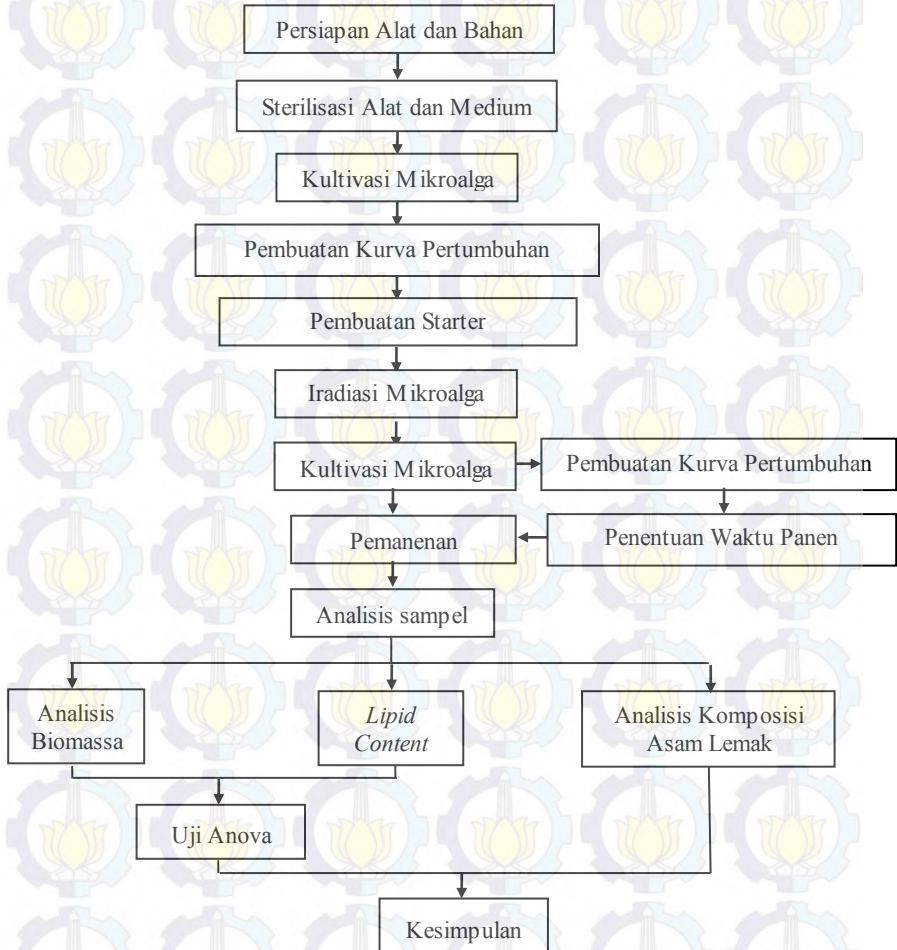 Persiapan Alat dan Bahan
Sterilisasi Alat dan Medium
Kultivasi Mikroalga
Pembuatan Kurva Pertumbuhan
Pembuatan Starter
Iradiasi Mikroalga
Kultivasi Mikroalga
Pembuatan Kurva Pertumbuhan
Pemanenan
Penentuan Waktu Panen
Analisis sampel
Analisis
Biomassa
Lipid
Content
Analisis Komposisi
Asam Lemak
Uji Anova
Kesimpulan